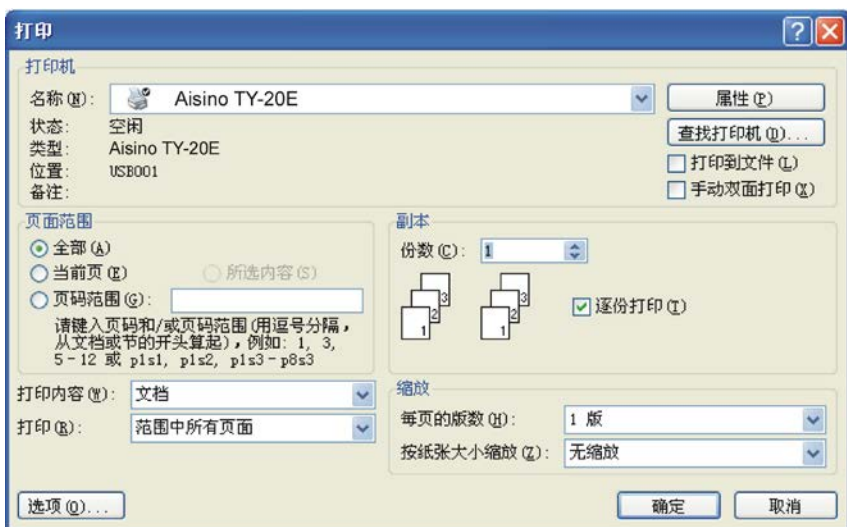 打印
打印机
名称(N): Aisino TY-20E
属性(P)
状态: 空闲
查找打印机(D)...
类型: Aisino TY-20E
位置: USB001
打印到文件(L)
备注:
手动双面打印(X)
页面范围
全部(A)
当前页(E) 所选内容(S)
页码范围(G):
请键入页码和/或页码范围(用逗号分隔,
从文档或节的开头算起),例如: 1, 3,
5-12 或 p1s1, p1s2, p1s3-p8s3
副本
份数(C): 1
3 3
2 2
1 1
逐份打印(T)
打印内容(W): 文档
打印(R): 范围中所有页面
缩放
每页的版数(H): 1 版
按纸张大小缩放(Z): 无缩放
选项(O)...
确定
取消